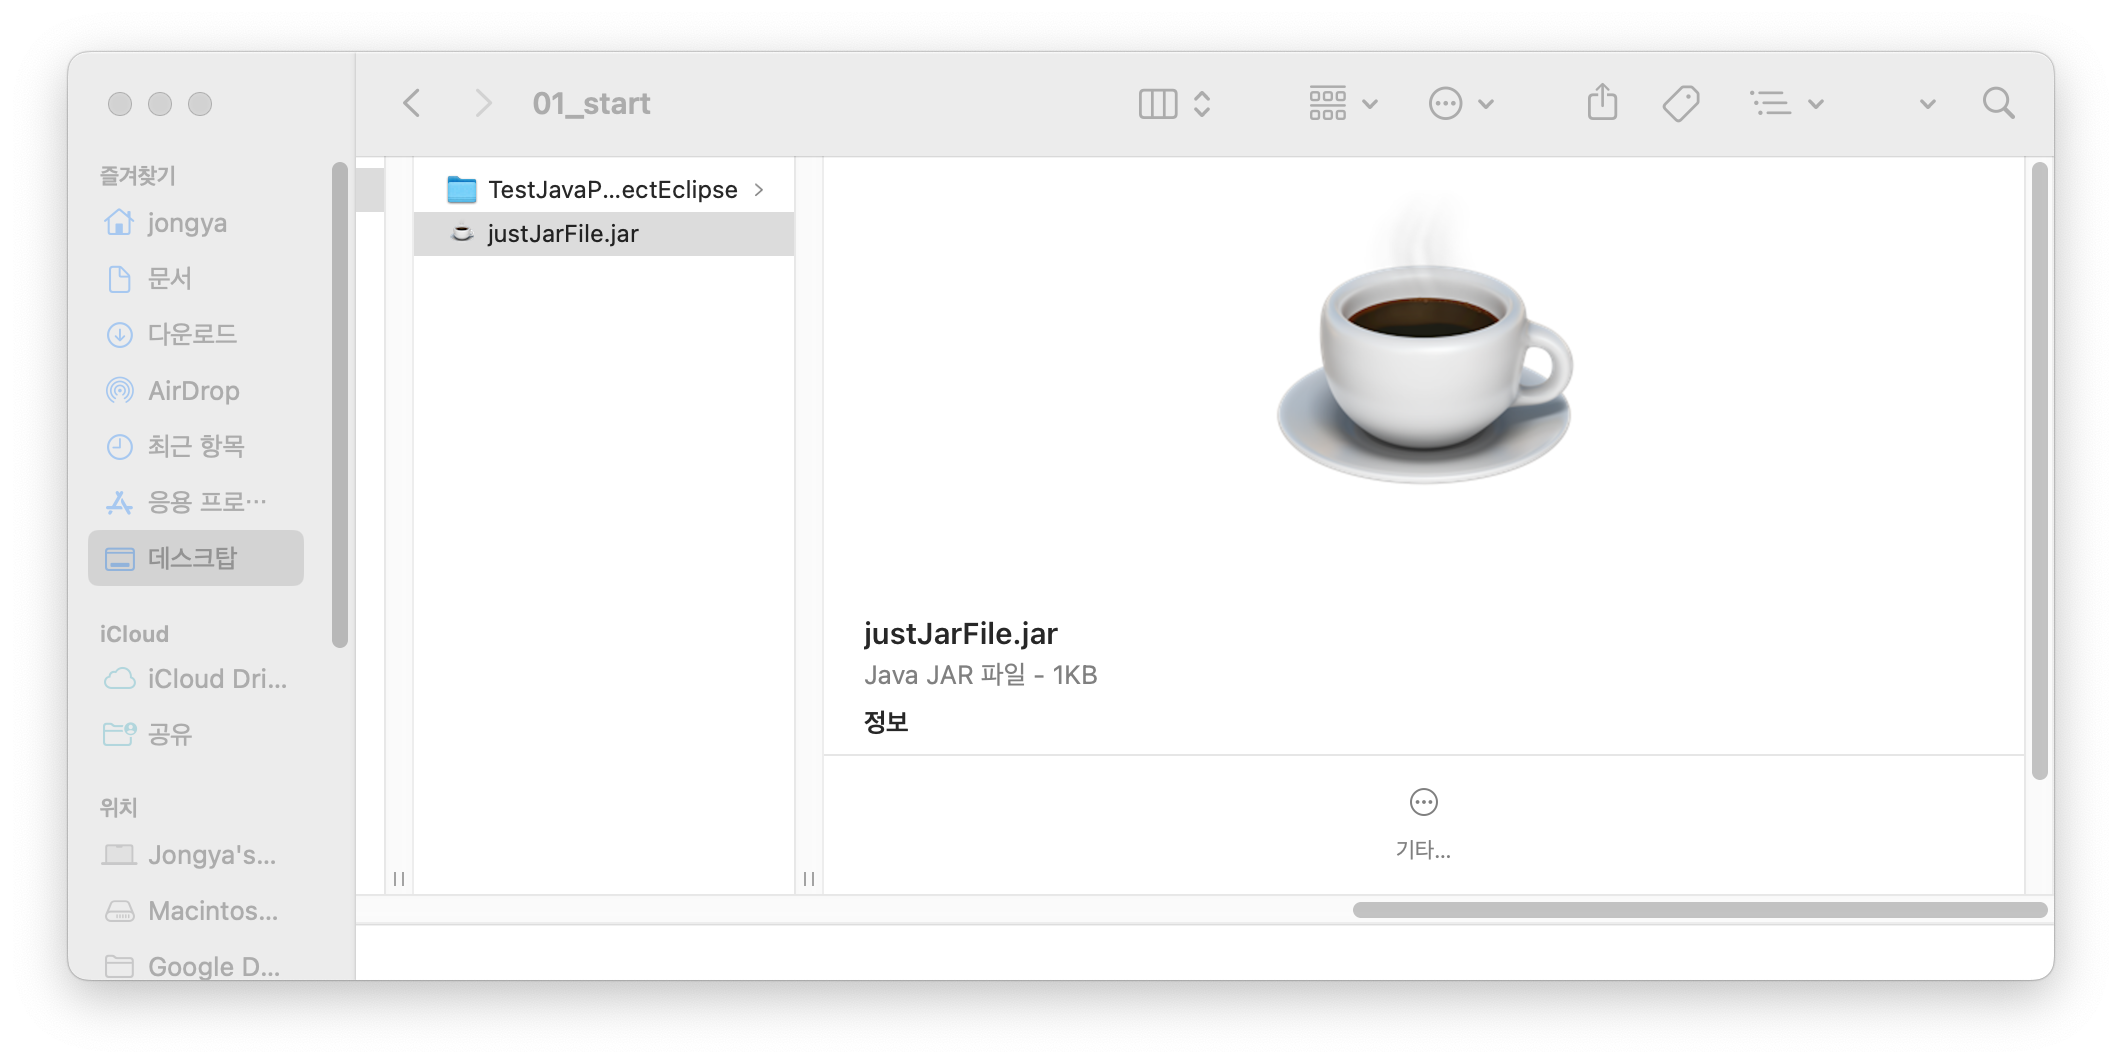 01_start
즐겨찾기
jongya
문서
다운로드
AirDrop
최근 항목
응용 프로…
데스크탑
iCloud
iCloud Dri...
공유
위치
Jongya's...
Macintos...
Google D...
TestJavaP...ectEclipse
justJarFile.jar
justJarFile.jar
Java JAR 파일 - 1KB
정보
기타...